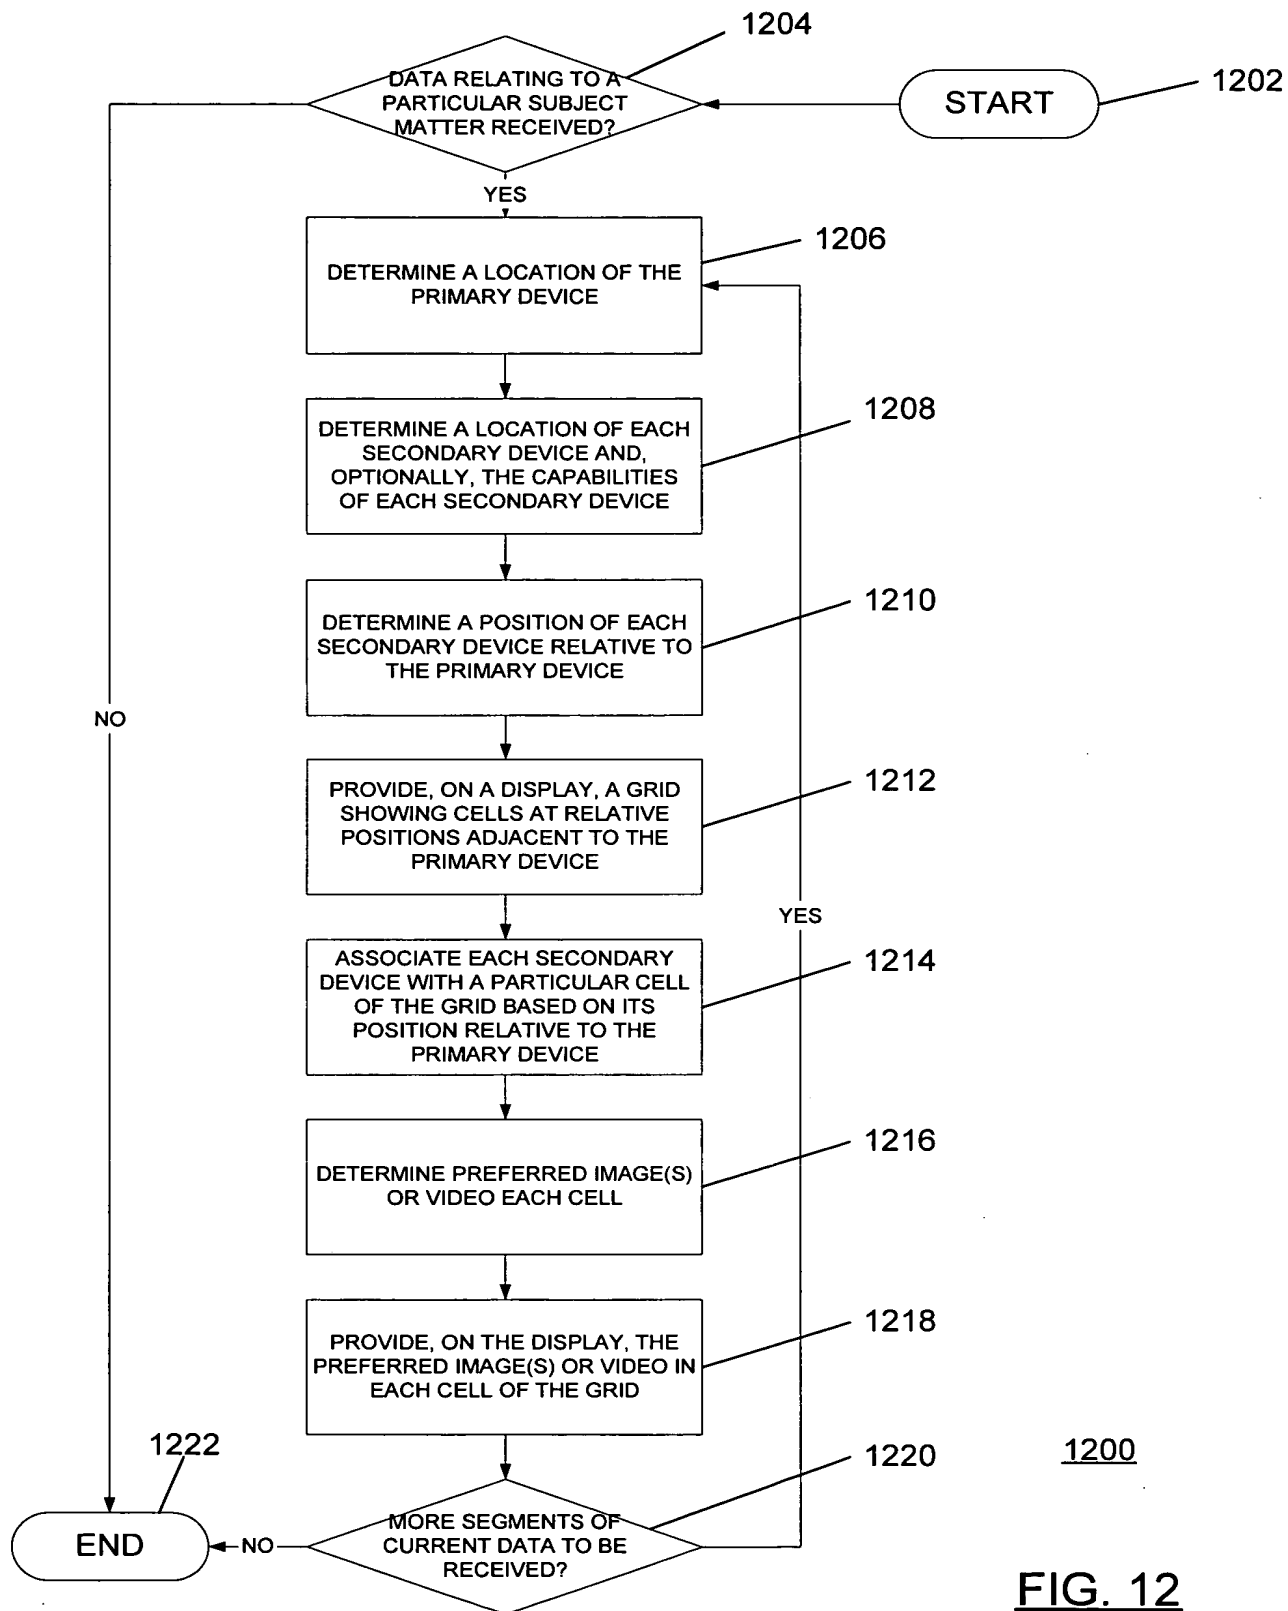 1204
DATA RELATING TO A
PARTICULAR SUBJECT
MATTER RECEIVED?
START
1202
YES
1206
DETERMINE A LOCATION OF THE
PRIMARY DEVICE
1208
DETERMINE A LOCATION OF EACH
SECONDARY DEVICE AND,
OPTIONALLY, THE CAPABILITIES
OF EACH SECONDARY DEVICE
1210
DETERMINE A POSITION OF EACH
SECONDARY DEVICE RELATIVE TO
THE PRIMARY DEVICE
NO
1212
PROVIDE, ON A DISPLAY, A GRID
SHOWING CELLS AT RELATIVE
POSITIONS ADJACENT TO THE
PRIMARY DEVICE
YES
1214
ASSOCIATE EACH SECONDARY
DEVICE WITH A PARTICULAR CELL
OF THE GRID BASED ON ITS
POSITION RELATIVE TO THE
PRIMARY DEVICE
1216
DETERMINE PREFERRED IMAGE(S)
OR VIDEO EACH CELL
1218
PROVIDE, ON THE DISPLAY, THE
PREFERRED IMAGE(S) OR VIDEO IN
EACH CELL OF THE GRID
1222
1220
1200
END
NO
MORE SEGMENTS OF
CURRENT DATA TO BE
RECEIVED?
FIG. 12